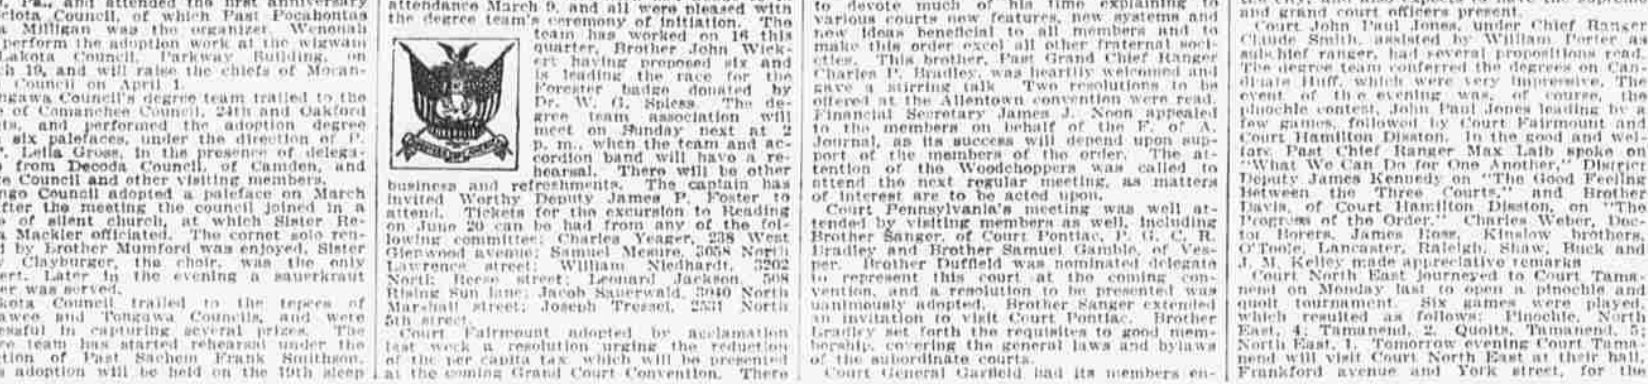 Pa., and attended the first anniversary
Council, of which Past Pocahontas
Milligan was the organizer. Wenonah
perform the adoption work at the wigwam
Lakota Council, Parkway Building, on
19, and will raise the chiefs of Mocan-
Council on April 1.
Council's degree team trailed to the
of Comanchee Council, 24th and Oakford
and performed the adoption degree
six palefaces, under the direction of P.
Leila Gross, in the presence of delega-
from Decoda Council, of Camden, and
Council and other visiting members.
Council adopted a paleface on March
after the meeting the council joined in a
of silent church, at which Sister Re-
Mackler officiated. The cornet solo ren-
by Brother Mumford was enjoyed. Sister
Clayburger, the choir, was the only
Later in the evening a sauerkraut
was served.
Council trailed to the tepees of
and Tongawa Councils, and were
in capturing several prizes. The
team has started rehearsal under the
of Past Sachem Frank Smithson.
adoption will be held on the 19th sleep
attendance March 9, and all were pleased with
the degree team's ceremony of initiation. The
team has worked on 16 this
quarter, Brother John Wick-
ert having proposed six and
is leading the race for the
Forester badge donated by
Dr. W. G. Spiess. The de-
gree team association will
meet on Sunday next at 2
p. m., when the team and ac-
cordion band will have a re-
hearsal. There will be other
business and refreshments. The captain has
invited Worthy Deputy James P. Foster to
attend. Tickets for the excursion to Reading
on June 20 can be had from any of the fol-
lowing committee: Charles Yeager, 238 West
Glenwood avenue; Samuel Mesure, 3058 North
Lawrence street; William Niedhardt, 3202
North Reese street; Leonard Jackson, 508
Rising Sun lane; Jacob Sauerwald, 3940 North
Marshall street; Joseph Tressel, 2531 North
5th street.
Court Fairmount adopted by acclamation
last week a resolution urging the reduction
of the per capita tax which will be presented
at the coming Grand Court Convention. There
to devote much of his time explaining to
various courts new features, new systems and
new ideas beneficial to all members and to
make this order excel all other fraternal soci-
eties. This brother, Past Grand Chief Ranger
Charles P. Bradley, was heartily welcomed and
gave a stirring talk Two resolutions to be
offered at the Allentown convention were read.
Financial Secretary James J. Noon appealed
to the members on behalf of the F. of A.
Journal, as its success will depend upon sup-
port of the members of the order. The at-
tention of the Woodchoppers was called to
attend the next regular meeting, as matters
of interest are to be acted upon.
Court Pennsylvania's meeting was well at-
tended by visiting members as well, including
Brother Sanger, of Court Pontiac, P. G. C. R.
Bradley and Brother Samuel Gamble, of Ves-
per. Brother Duffield was nominated delegate
to represent this court at the coming con-
vention, and a resolution to be presented was
unanimously adopted. Brother Sanger extended
an invitation to visit Court Pontiac. Brother
Bradley set forth the requisites to good mem-
bership, covering the general laws and bylaws
of the subordinate courts.
Court General Garfield had its members en-
and grand court officers present.
Court John Paul Jones, under Chief Ranger
Claude Smith, assisted by William Porter as
subchief ranger, had several propositions read.
The degree team conferred the degrees on Can-
didate Huff, which were very impressive. The
event of the evening was, of course, the
pinochle contest, John Paul Jones leading by a
few games, followed by Court Fairmount and
Court Hamilton Disston. In the good and wel-
fare, Past Chief Ranger Max Laib spoke on
"What We Can Do for One Another," District
Deputy James Kennedy on "The Good Feeling
Between the Three Courts," and Brother
Davis, of Court Hamilton Disston, on "The
Progress of the Order." Charles Weber, Doc-
tor Borers, James Ross, Kinslow brothers,
O'Toole, Lancaster, Raleigh, Shaw, Buck and
J. M. Kelley made appreciative remarks
Court North East journeyed to Court Tama-
nend on Monday last to open a pinochle and
quoit tournament. Six games were played,
which resulted as follows: Pinochle, North
East, 4; Tamanend, 2. Quoits, Tamanend, 5;
North East, 1. Tomorrow evening Court Tama-
nend will visit Court North East at their hall,
Frankford avenue and York street, for the